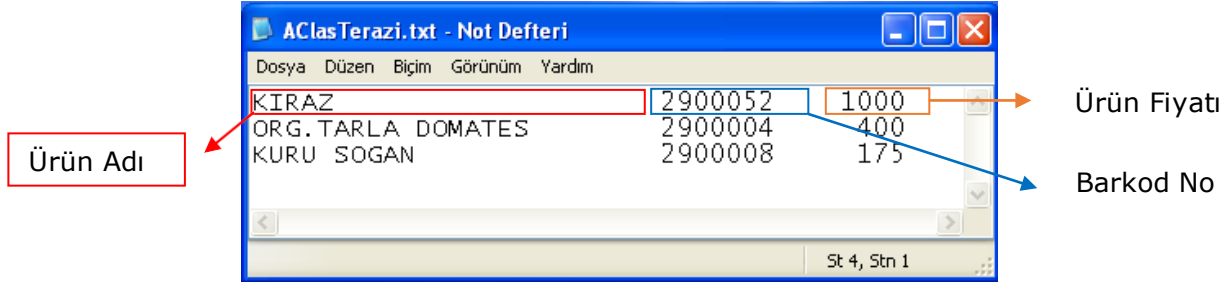 AClasTerazi.txt - Not Defteri
Dosya Düzen Biçim Görünüm Yardım
KIRAZ 2900052 1000
ORG.TARLA DOMATES 2900004 400
KURU SOGAN 2900008 175
St 4, Stn 1
Ürün Adı
Ürün Fiyatı
Barkod No